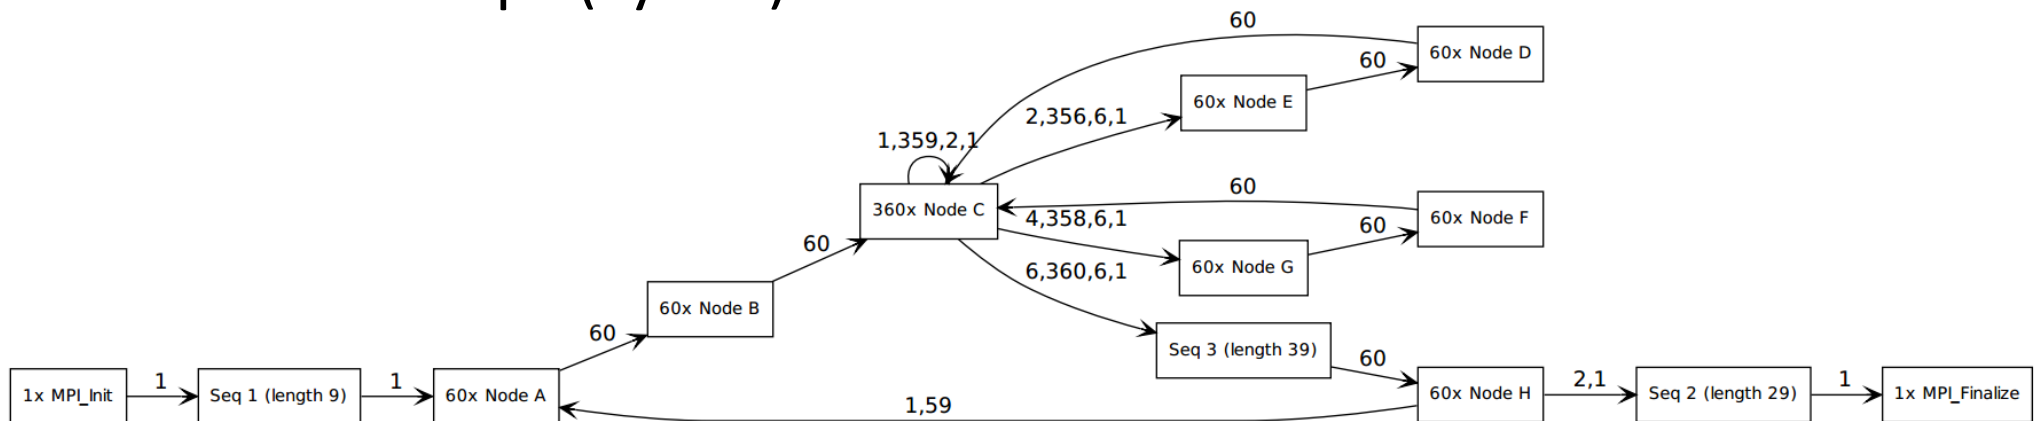 60
60x Node D
60
60x Node E
2,356,6,1
1,359,2,1
60
360x Node C
4,358,6,1
60x Node F
60
60
60x Node G
6,360,6,1
60x Node B
60
Seq 3 (length 39)
60
1x MPI_Init
1
Seq 1 (length 9)
1
60x Node A
1,59
60x Node H
2,1
Seq 2 (length 29)
1
1x MPI_Finalize